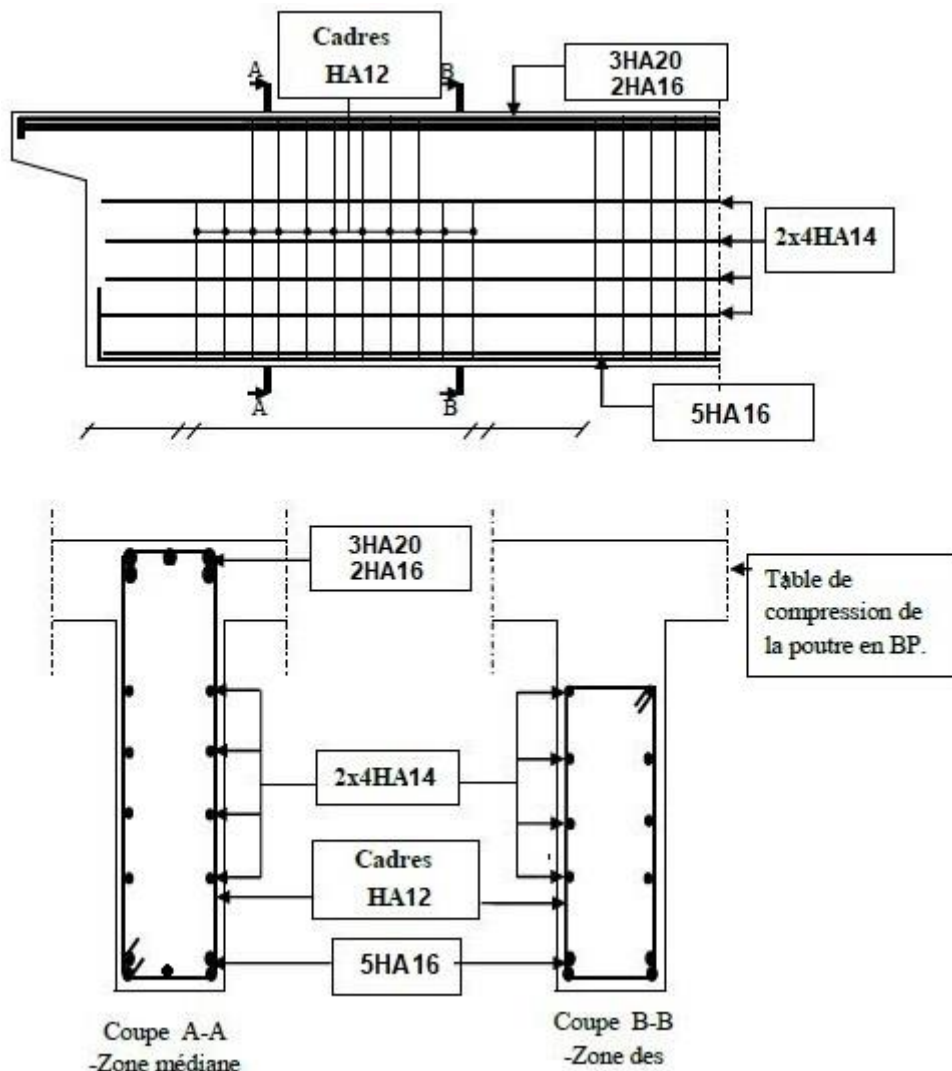 Cadres
HA12
3HA20
2HA16
A
B
2x4HA14
A
B
5HA16
3HA20
2HA16
Table de
compression de
la poutre en BP.
2x4HA14
Cadres
HA12
5HA16
Coupe A-A
-Zone médiane
Coupe B-B
-Zone des